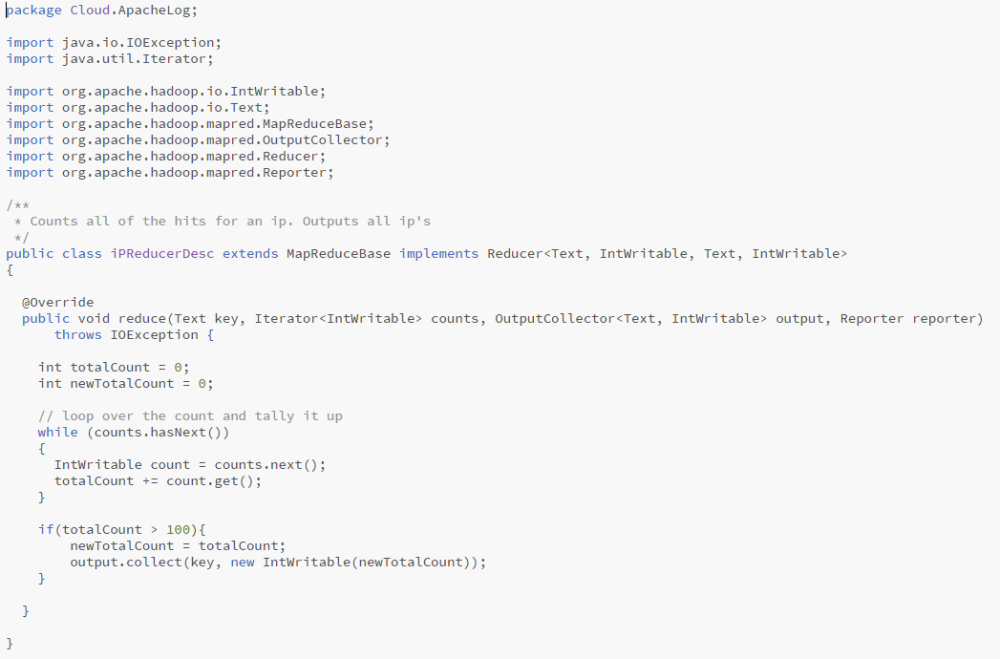 package Cloud.ApacheLog;

import java.io.IOException;
import java.util.Iterator;

import org.apache.hadoop.io.IntWritable;
import org.apache.hadoop.io.Text;
import org.apache.hadoop.mapred.MapReduceBase;
import org.apache.hadoop.mapred.OutputCollector;
import org.apache.hadoop.mapred.Reducer;
import org.apache.hadoop.mapred.Reporter;

/**
 * Counts all of the hits for an ip. Outputs all ip's
 */
public class iPReducerDesc extends MapReduceBase implements Reducer<Text, IntWritable, Text, IntWritable>
{

  @Override
  public void reduce(Text key, Iterator<IntWritable> counts, OutputCollector<Text, IntWritable> output, Reporter reporter)
      throws IOException {

    int totalCount = 0;
    int newTotalCount = 0;

    // loop over the count and tally it up
    while (counts.hasNext())
    {
      IntWritable count = counts.next();
      totalCount += count.get();
    }

    if(totalCount > 100){
        newTotalCount = totalCount;
        output.collect(key, new IntWritable(newTotalCount));
    }

  }

}